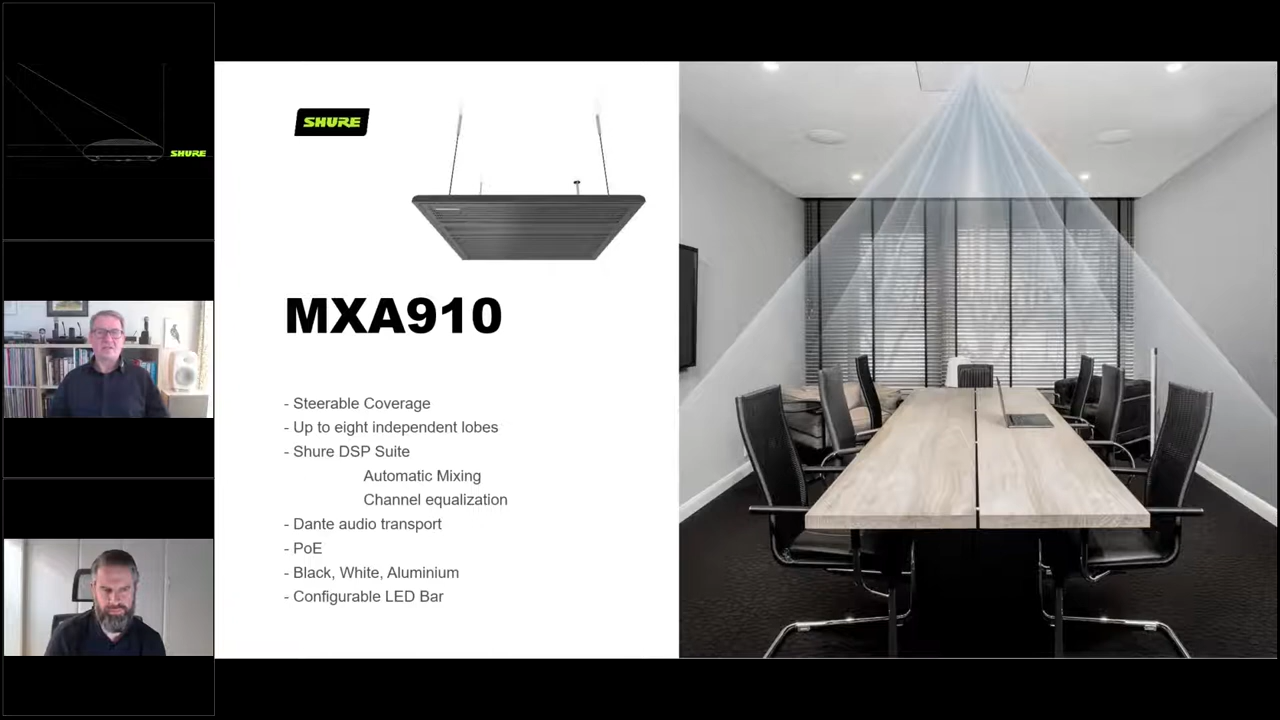 SHURE
SHURE
MXA910
- Steerable Coverage
- Up to eight independent lobes
- Shure DSP Suite
Automatic Mixing
Channel equalization
- Dante audio transport
- PoE
- Black, White, Aluminium
- Configurable LED Bar